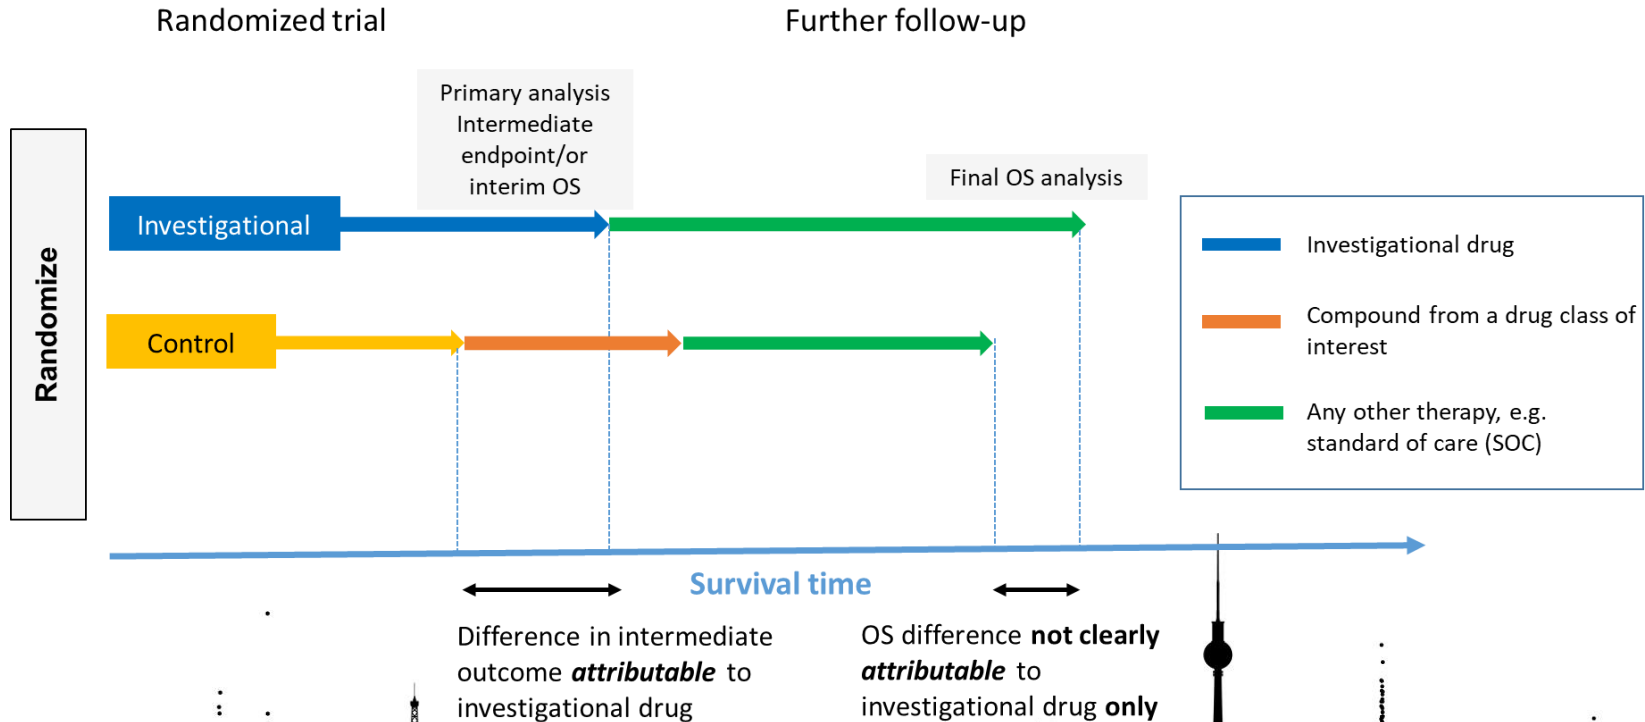 Randomized trial
Further follow-up
Primary analysis
Intermediate
endpoint/or
interim OS
Final OS analysis
Randomize
Investigational
Control
Investigational drug
Compound from a drug class of
interest
Any other therapy, e.g.
standard of care (SOC)
Survival time
Difference in intermediate
outcome attributable to
investigational drug
OS difference not clearly
attributable to
investigational drug only